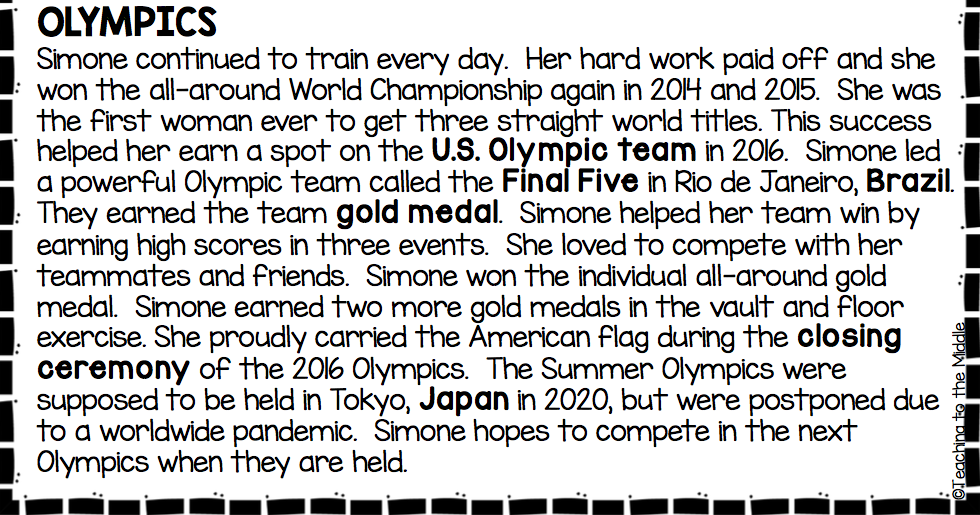 OLYMPICS
Simone continued to train every day. Her hard work paid off and she
won the all-around World Championship again in 2014 and 2015. She was
the first woman ever to get three straight world titles. This success
helped her earn a spot on the U.S. Olympic team in 2016. Simone led
a powerful Olympic team called the Final Five in Rio de Janeiro, Brazil.
They earned the team gold medal. Simone helped her team win by
earning high scores in three events. She loved to compete with her
teammates and friends. Simone won the individual all-around gold
medal. Simone earned two more gold medals in the vault and floor
exercise. She proudly carried the American flag during the closing
ceremony of the 2016 Olympics. The Summer Olympics were
supposed to be held in Tokyo, Japan in 2020, but were postponed due
to a worldwide pandemic. Simone hopes to compete in the next
Olympics when they are held.
©Teaching to the Middle